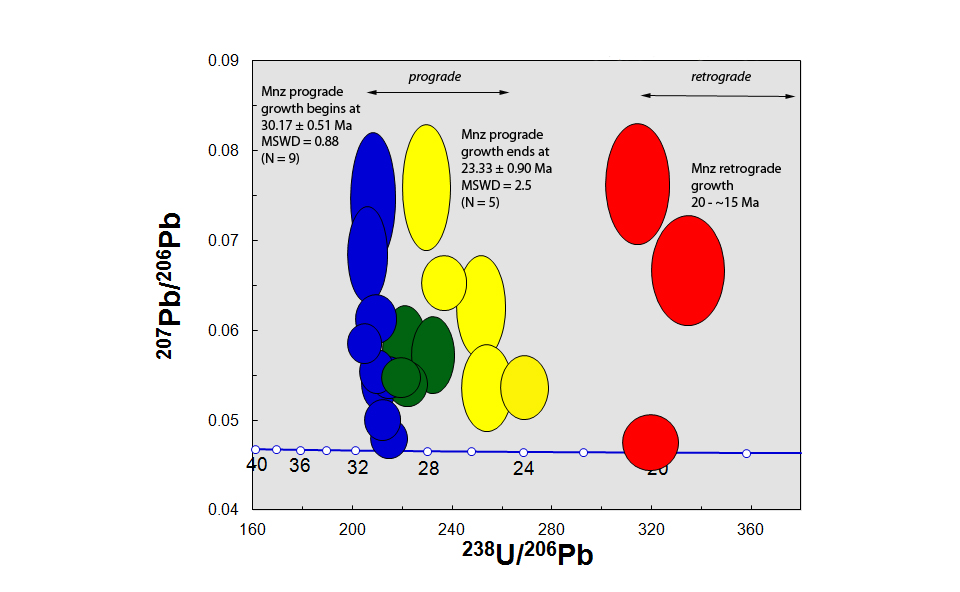 0.09
0.08
0.07
0.06
0.05
0.04
207Pb/206Pb
prograde
retrograde
Mnz prograde
growth begins at
30.17 ± 0.51 Ma
MSWD = 0.88
(N = 9)
Mnz prograde
growth ends at
23.33 ± 0.90 Ma
MSWD = 2.5
(N = 5)
Mnz retrograde
growth
20 - ~15 Ma
40 36 32 28 24 20
160 200 240 280 320 360
238U/206Pb